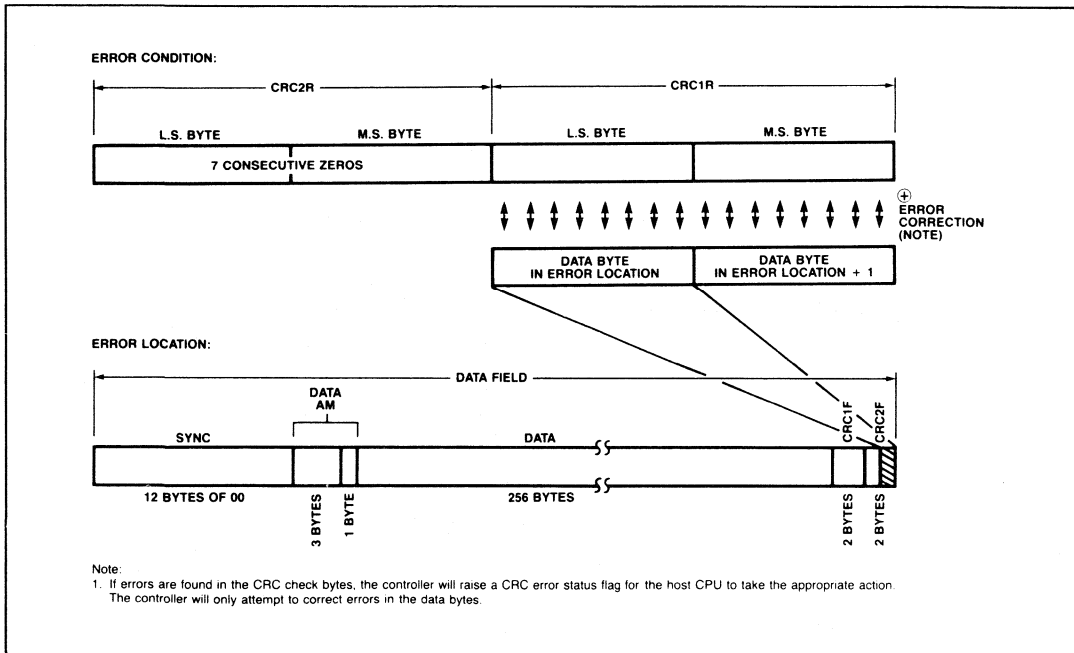 ERROR CONDITION:
CRC2R
CRC1R
L.S. BYTE
M.S. BYTE
L.S. BYTE
M.S. BYTE
7 CONSECUTIVE ZEROS
⊕
ERROR
CORRECTION
(NOTE)
DATA BYTE
IN ERROR LOCATION
DATA BYTE
IN ERROR LOCATION + 1
ERROR LOCATION:
DATA FIELD
DATA
AM
SYNC
DATA
CRC1F
CRC2F
12 BYTES OF 00
3 BYTES
1 BYTE
256 BYTES
2 BYTES
2 BYTES
Note:
1. If errors are found in the CRC check bytes, the controller will raise a CRC error status flag for the host CPU to take the appropriate action.
The controller will only attempt to correct errors in the data bytes.